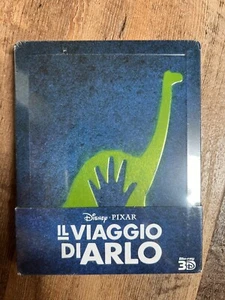 Disney · PIXAR
IL VIAGGIO
DI ARLO
Blu-ray 3D